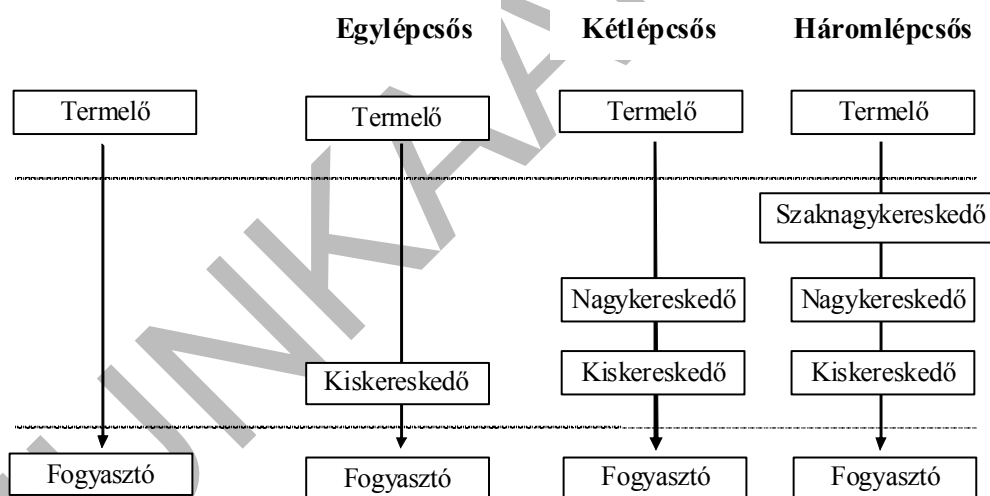 Egylépcsős Kétlépcsős Háromlépcsős
Termelő Termelő Termelő Termelő
Szaknagykereskedő
Nagykereskedő Nagykereskedő
Kiskereskedő Kiskereskedő Kiskereskedő
Fogyasztó Fogyasztó Fogyasztó Fogyasztó